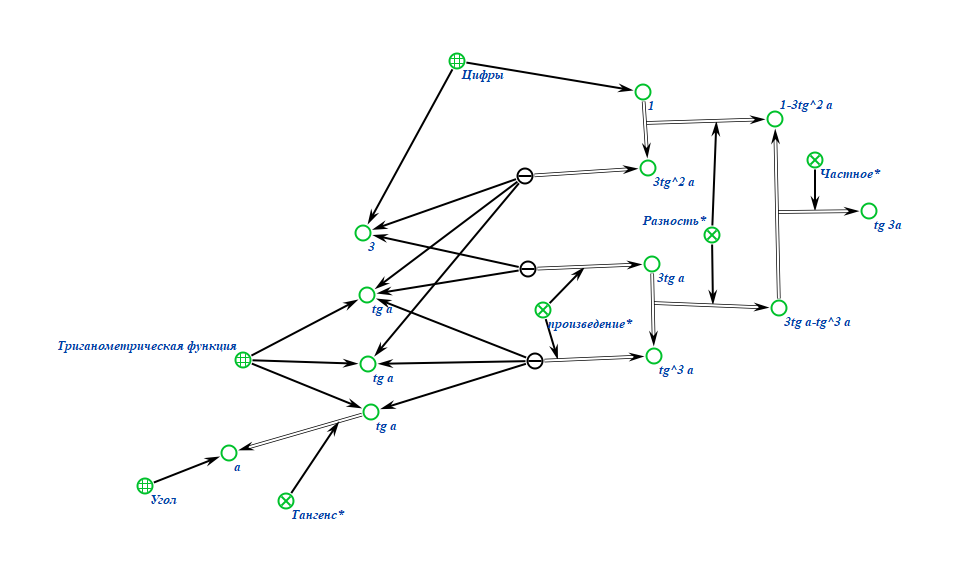 Цифры
1
1-3tg^2 a
Частное*
3tg^2 a
Разность*
tg 3a
3
3tg a
tg a
произведение*
3tg a-tg^3 a
Триганометрическая функция
tg a
tg^3 a
tg a
a
Угол
Тангенс*